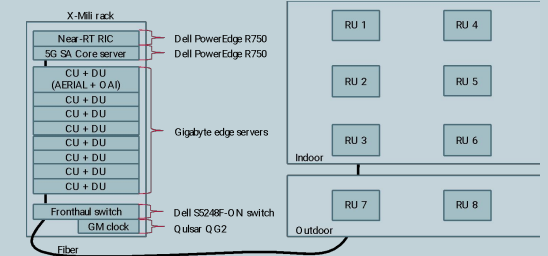 X-Mili rack
Near-RT RIC
5G SA Core server
CU + DU
(AERIAL + OAI)
CU + DU
CU + DU
CU + DU
CU + DU
CU + DU
CU + DU
CU + DU
Fronthaul switch
GM clock
Fiber
Dell PowerEdge R750
Dell PowerEdge R750
Gigabyte edge servers
Dell S5248F-ON switch
Qulsar QG2
RU 1
RU 4
RU 2
RU 5
RU 3
RU 6
Indoor
RU 7
RU 8
Outdoor